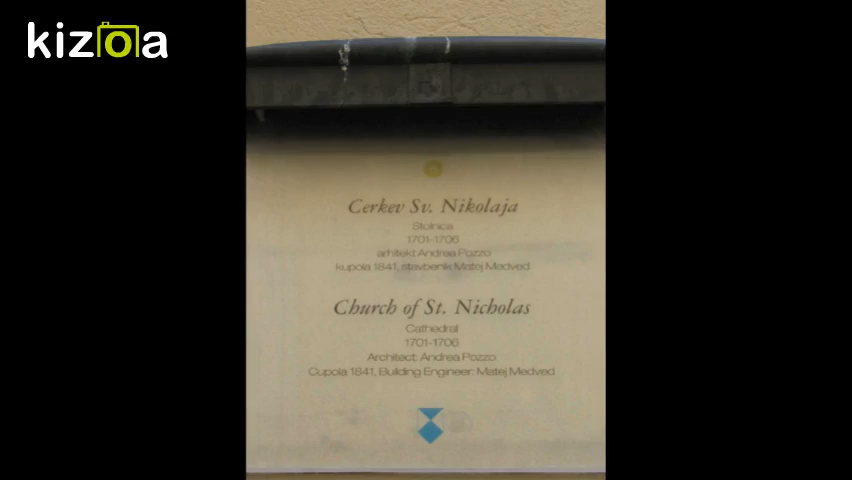 kizoa
Cerkev Sv. Nikolaja
Stolnica
1701-1706
arhitekt Andrea Pozzo
kupola 1841, stavbenik Matej Medved
Church of St. Nicholas
Cathedral
1701-1706
Architect: Andrea Pozzo
Cupola 1841, Building Engineer: Matej Medved